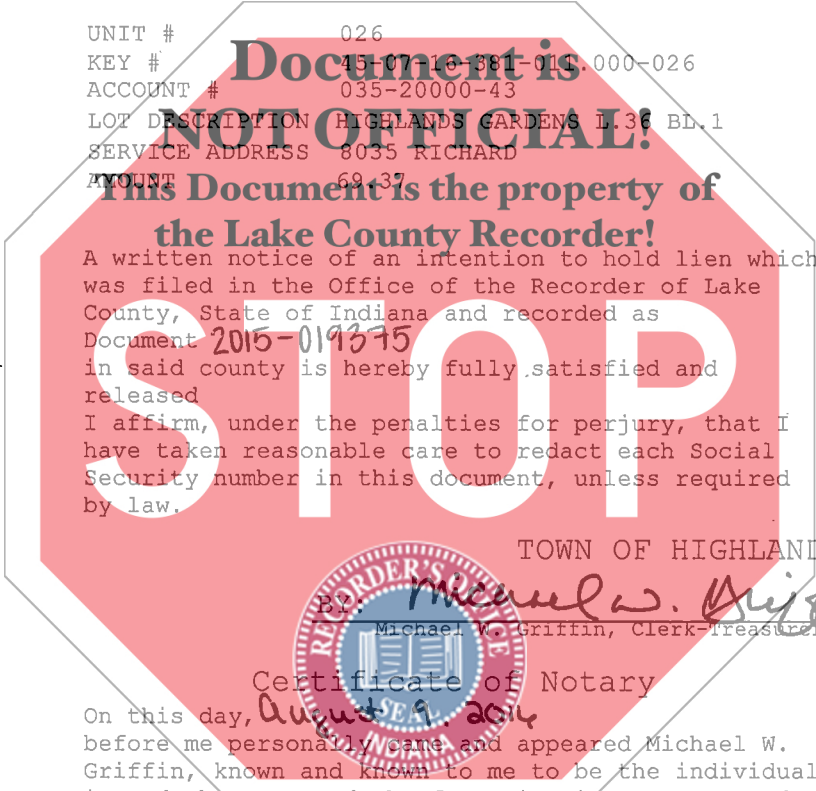 UNIT # 026
KEY # 45-07-16-381-011.000-026
ACCOUNT # 035-20000-43
LOT DESCRIPTION HIGHLANDS GARDENS L.36 BL.1
SERVICE ADDRESS 8035 RICHARD
AMOUNT 69.37
Document is
NOT OFFICIAL!
This Document is the property of
the Lake County Recorder!
A written notice of an intention to hold lien which
was filed in the Office of the Recorder of Lake
County, State of Indiana and recorded as
Document 2015-019375
in said county is hereby fully satisfied and
released
I affirm, under the penalties for perjury, that I
have taken reasonable care to redact each Social
Security number in this document, unless required
by law.
STOP
TOWN OF HIGHLAND
BY: Michael W. Griff
Michael W. Griffin, Clerk-Treasurer
RECORDER'S OFFICE
SEAL
INDIANA
Certificate of Notary
On this day, August 9, 2016
before me personally came and appeared Michael W.
Griffin, known and known to me to be the individual